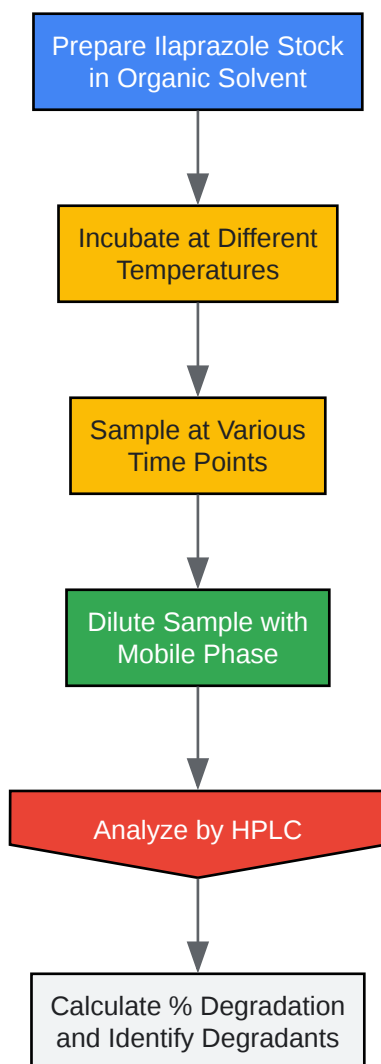 Prepare Ilaprazole Stock
in Organic Solvent
Incubate at Different
Temperatures
Sample at Various
Time Points
Dilute Sample with
Mobile Phase
Analyze by HPLC
Calculate % Degradation
and Identify Degradants